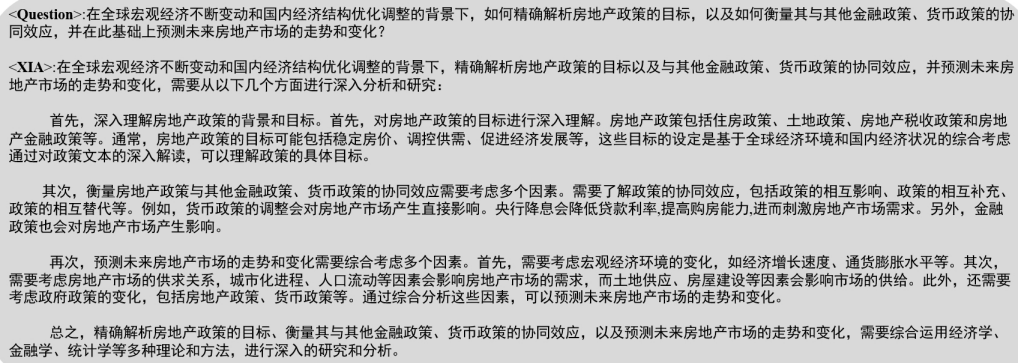 <Question>:在全球宏观经济不断变动和国内经济结构优化调整的背景下，如何精确解析房地产政策的目标，以及如何衡量其与其他金融政策、货币政策的协
同效应，并在此基础上预测未来房地产市场的走势和变化？
<XIA>:在全球宏观经济不断变动和国内经济结构优化调整的背景下，精确解析房地产政策的目标以及与其他金融政策、货币政策的协同效应，并预测未来房
地产市场的走势和变化，需要从以下几个方面进行深入分析和研究：
首先，深入理解房地产政策的背景和目标。首先，对房地产政策的目标进行深入理解。房地产政策包括住房政策、土地政策、房地产税收政策和房地
产金融政策等。通常，房地产政策的目标可能包括稳定房价、调控供需、促进经济发展等，这些目标的设定是基于全球经济环境和国内经济状况的综合考虑
通过对政策文本的深入解读，可以理解政策的具体目标。
其次，衡量房地产政策与其他金融政策、货币政策的协同效应需要考虑多个因素。需要了解政策的协同效应，包括政策的相互影响、政策的相互补充、
政策的相互替代等。例如，货币政策的调整会对房地产市场产生直接影响。央行降息会降低贷款利率,提高购房能力,进而刺激房地产市场需求。另外，金融
政策也会对房地产市场产生影响。
再次，预测未来房地产市场的走势和变化需要综合考虑多个因素。首先，需要考虑宏观经济环境的变化，如经济增长速度、通货膨胀水平等。其次，
需要考虑房地产市场的供求关系，城市化进程、人口流动等因素会影响房地产市场的需求，而土地供应、房屋建设等因素会影响市场的供给。此外，还需要
考虑政府政策的变化，包括房地产政策、货币政策等。通过综合分析这些因素，可以预测未来房地产市场的走势和变化。
总之，精确解析房地产政策的目标、衡量其与其他金融政策、货币政策的协同效应，以及预测未来房地产市场的走势和变化，需要综合运用经济学、
金融学、统计学等多种理论和方法，进行深入的研究和分析。